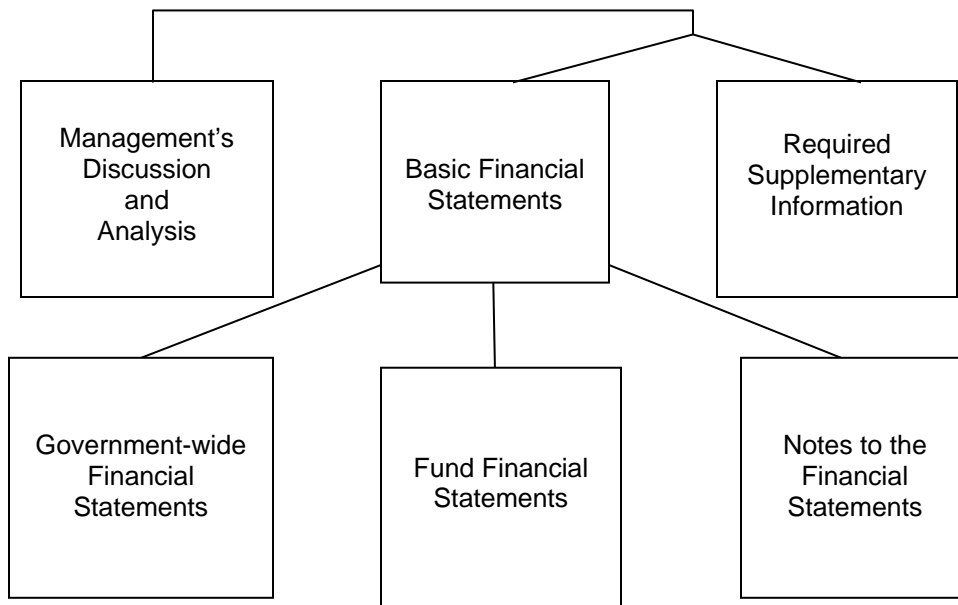 Management’s
Discussion
and
Analysis
Basic Financial
Statements
Required
Supplementary
Information
Government-wide
Financial
Statements
Fund Financial
Statements
Notes to the
Financial
Statements